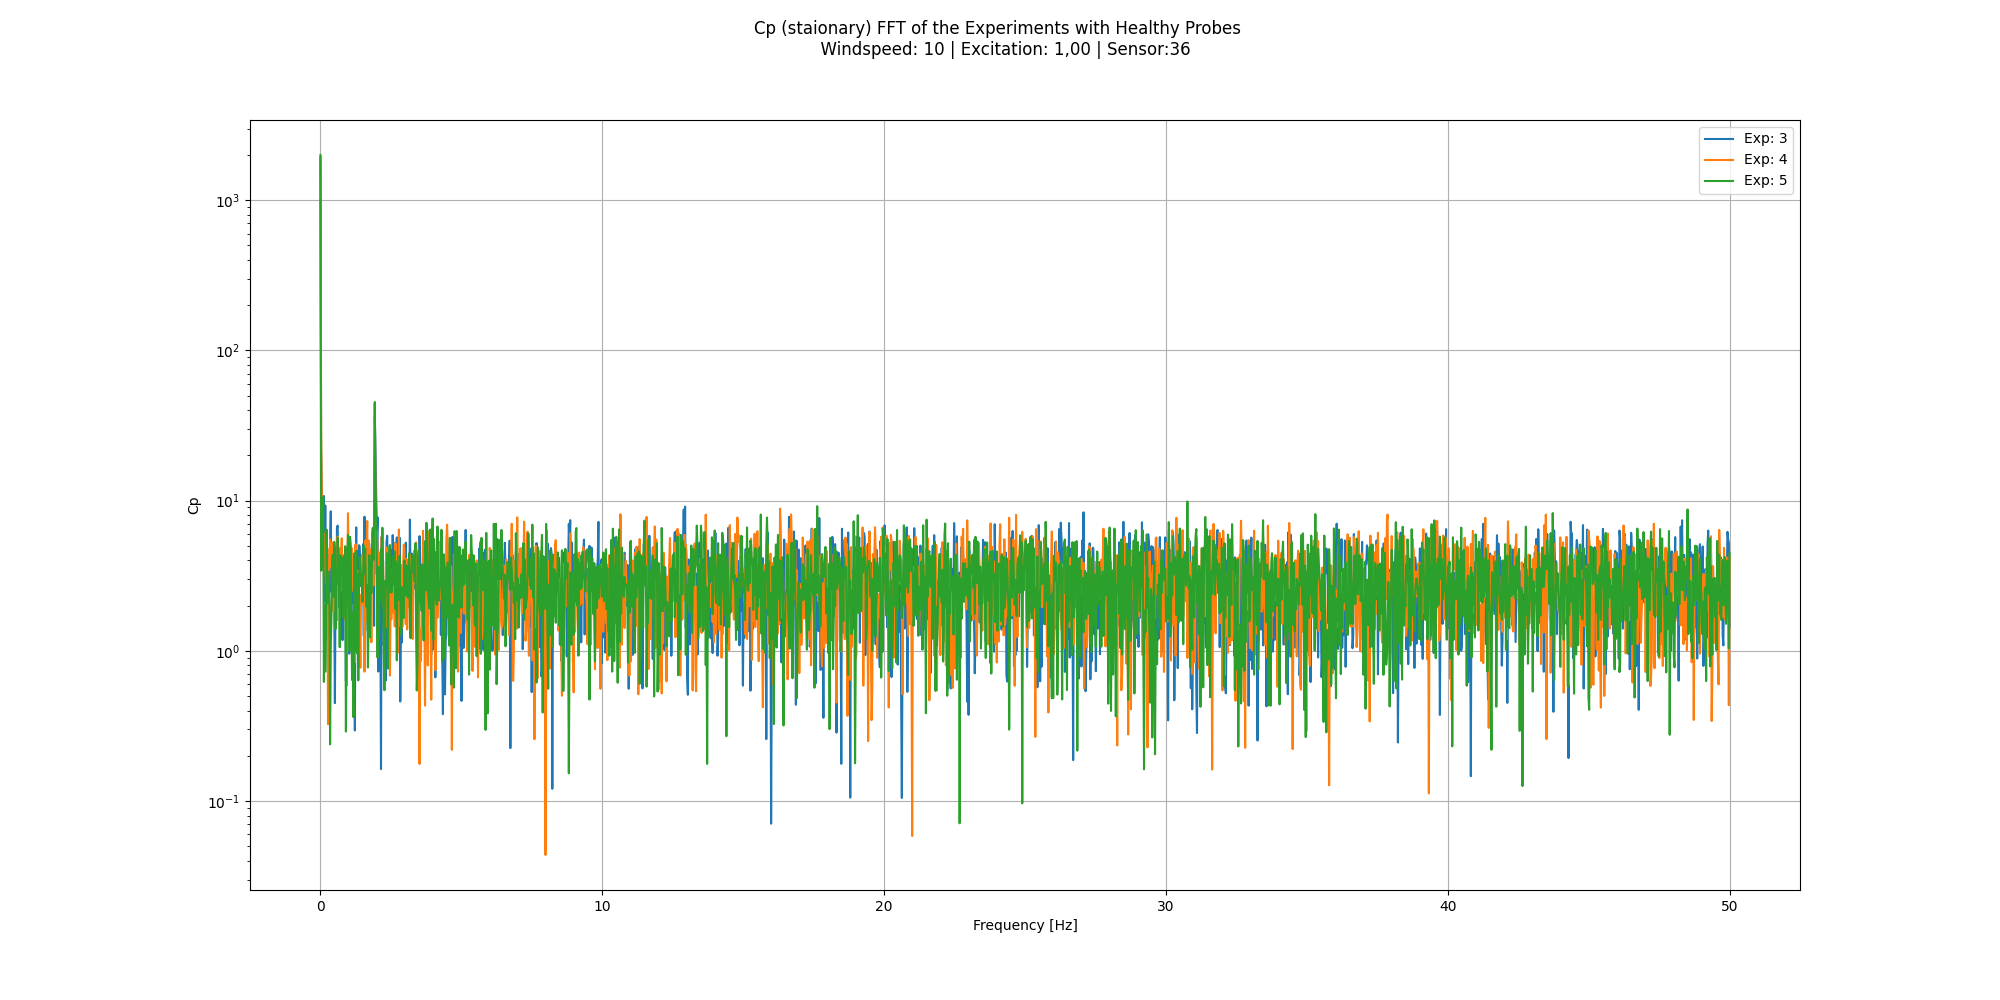 Cp (staionary) FFT of the Experiments with Healthy Probes
Windspeed: 10 | Excitation: 1,00 | Sensor:36
Exp: 3
Exp: 4
Exp: 5
10³
10²
10¹
10⁰
10⁻¹
Cp
0 10 20 30 40 50
Frequency [Hz]